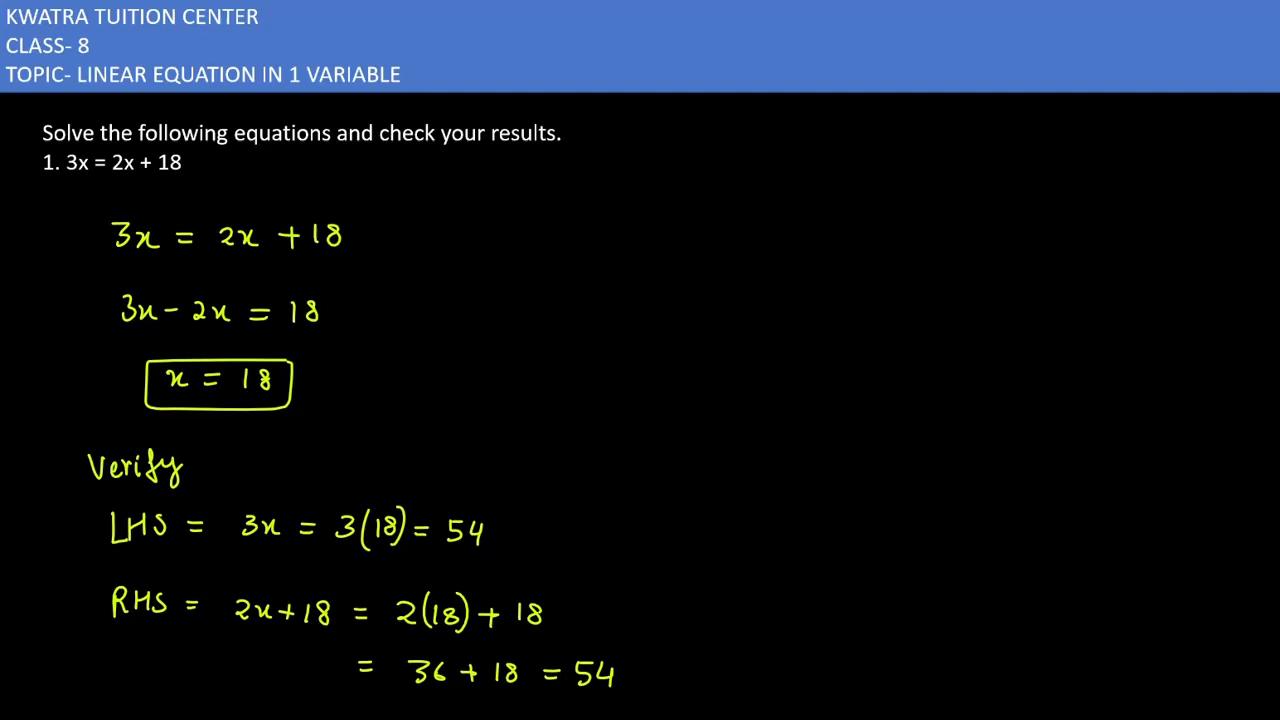 KWATRA TUITION CENTER
CLASS- 8
TOPIC- LINEAR EQUATION IN 1 VARIABLE
Solve the following equations and check your results.
1. 3x = 2x + 18
3x = 2x + 18
3x - 2x = 18
x = 18
Verify
LHS = 3x = 3(18) = 54
RHS = 2x+18 = 2(18) + 18
= 36 + 18 = 54